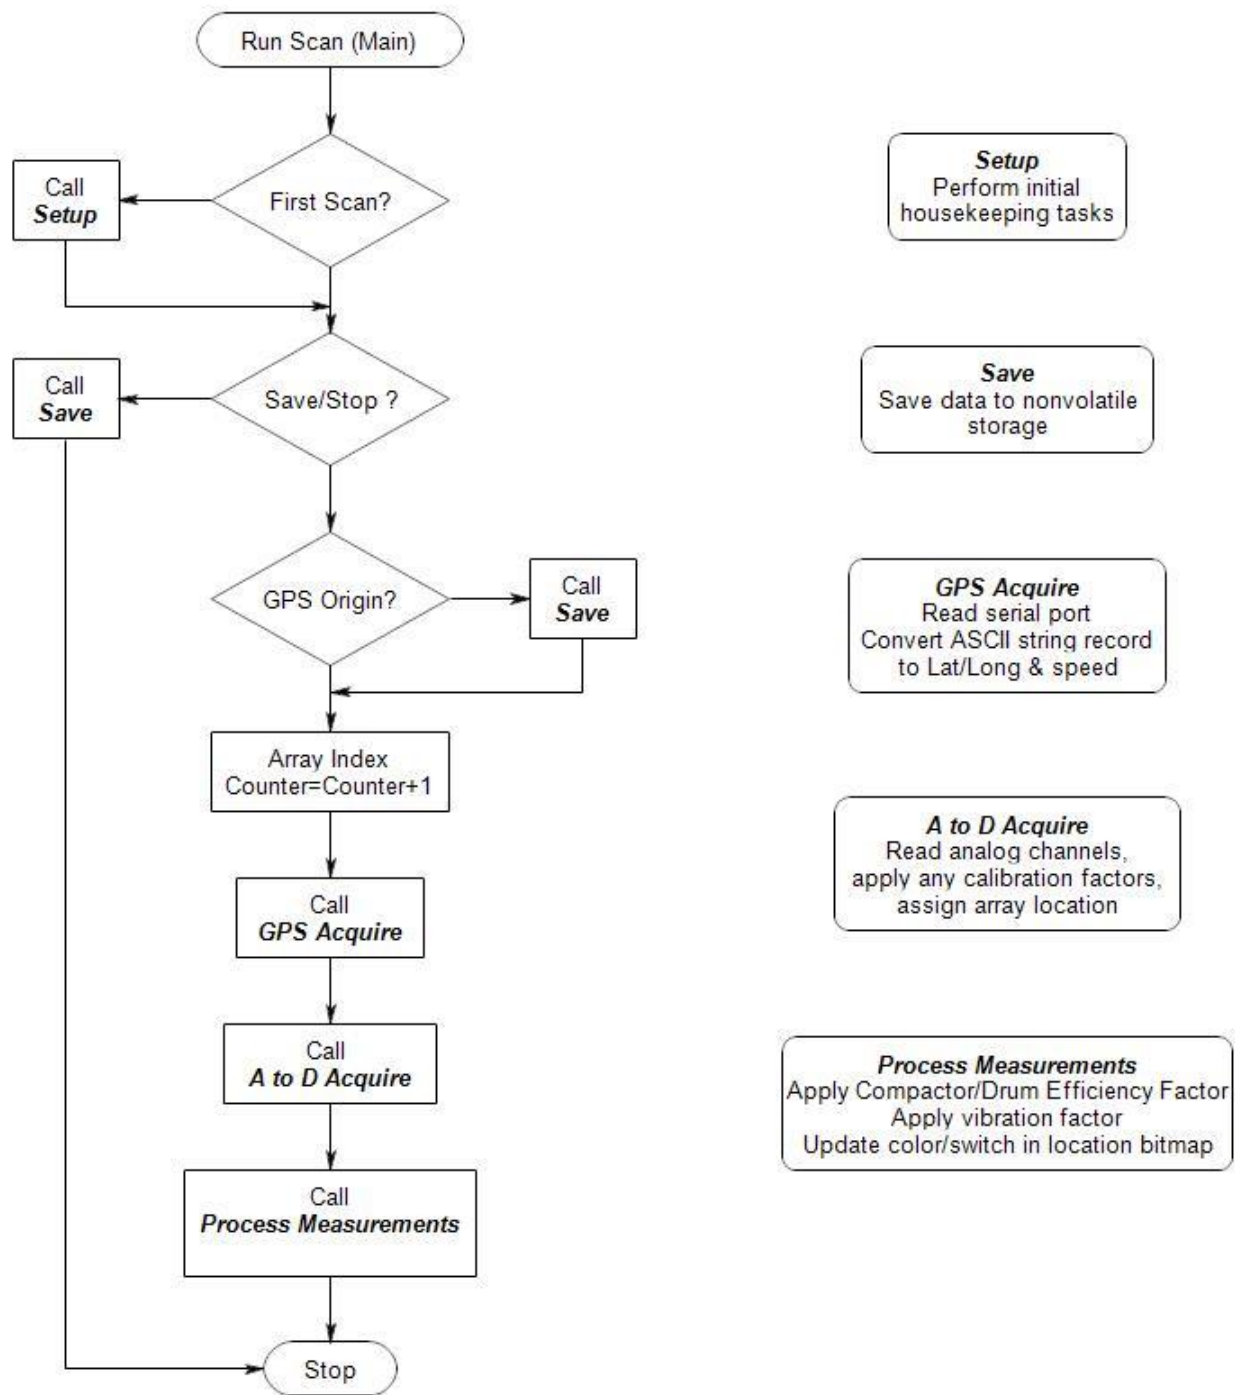 Run Scan (Main)
First Scan?
Call
Setup
Save/Stop ?
Call
Save
GPS Origin?
Call
Save
Array Index
Counter=Counter+1
Call
GPS Acquire
Call
A to D Acquire
Call
Process Measurements
Stop
Setup
Perform initial
housekeeping tasks
Save
Save data to nonvolatile
storage
GPS Acquire
Read serial port
Convert ASCII string record
to Lat/Long & speed
A to D Acquire
Read analog channels,
apply any calibration factors,
assign array location
Process Measurements
Apply Compactor/Drum Efficiency Factor
Apply vibration factor
Update color/switch in location bitmap